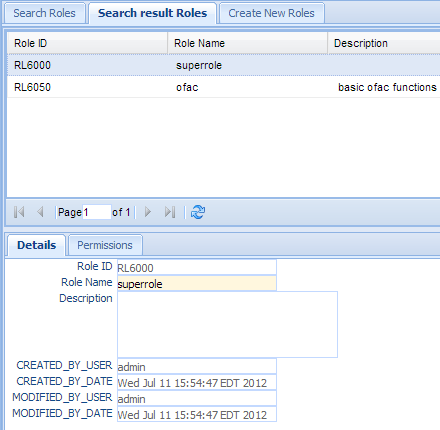 Search Roles Search result Roles Create New Roles
Role ID Role Name Description
RL6000 superrole
RL6050 ofac basic ofac functions
Page 1 of 1
Details Permissions
Role ID RL6000
Role Name superrole
Description
CREATED_BY_USER admin
CREATED_BY_DATE Wed Jul 11 15:54:47 EDT 2012
MODIFIED_BY_USER admin
MODIFIED_BY_DATE Wed Jul 11 15:54:47 EDT 2012